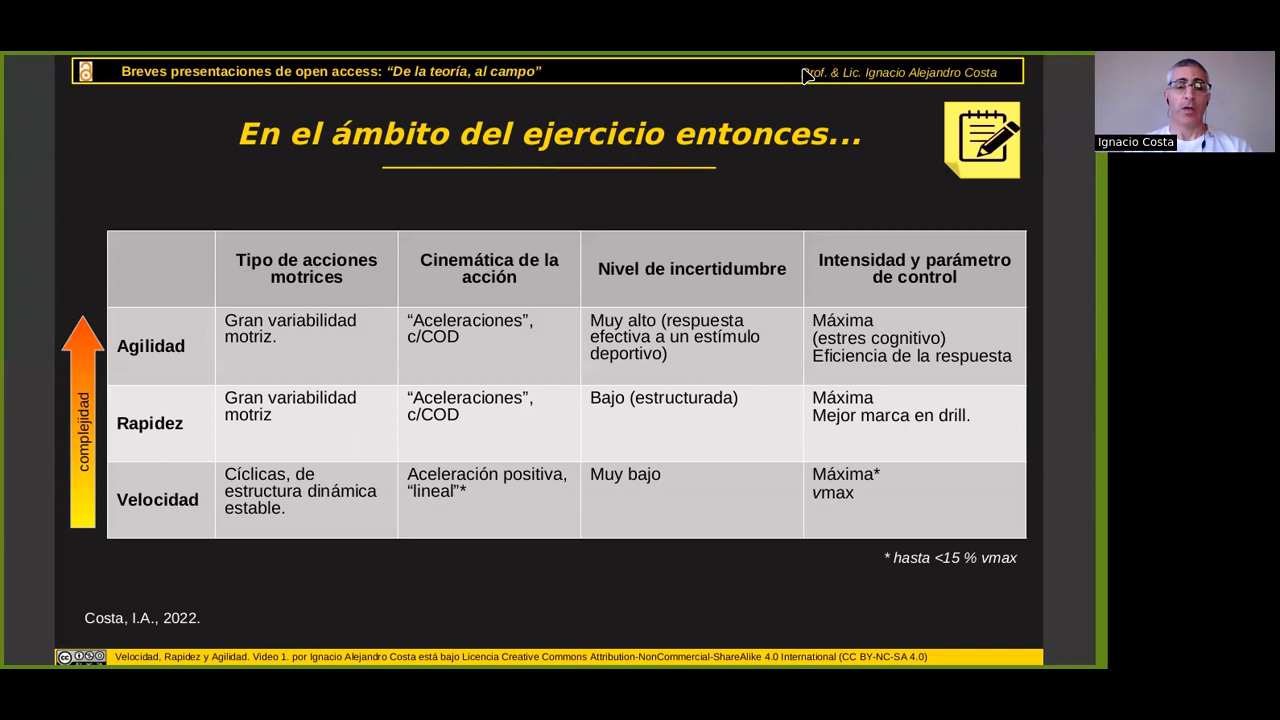 Breves presentaciones de open access: “De la teoría, al campo”
Prof. & Lic. Ignacio Alejandro Costa
Ignacio Costa
En el ámbito del ejercicio entonces...
Tipo de acciones
motrices
Cinemática de la
acción
Nivel de incertidumbre
Intensidad y parámetro
de control
complejidad
Agilidad
Gran variabilidad
motriz.
“Aceleraciones”,
c/COD
Muy alto (respuesta
efectiva a un estímulo
deportivo)
Máxima
(estres cognitivo)
Eficiencia de la respuesta
Rapidez
Gran variabilidad
motriz
“Aceleraciones”,
c/COD
Bajo (estructurada)
Máxima
Mejor marca en drill.
Velocidad
Cíclicas, de
estructura dinámica
estable.
Aceleración positiva,
“lineal”*
Muy bajo
Máxima*
vmax
* hasta <15 % vmax
Costa, I.A., 2022.
Velocidad, Rapidez y Agilidad. Video 1. por Ignacio Alejandro Costa está bajo Licencia Creative Commons Attribution-NonCommercial-ShareAlike 4.0 International (CC BY-NC-SA 4.0)